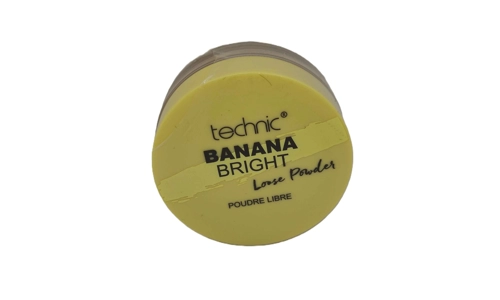 technic®
BANANA
BRIGHT
Loose Powder
POUDRE LIBRE